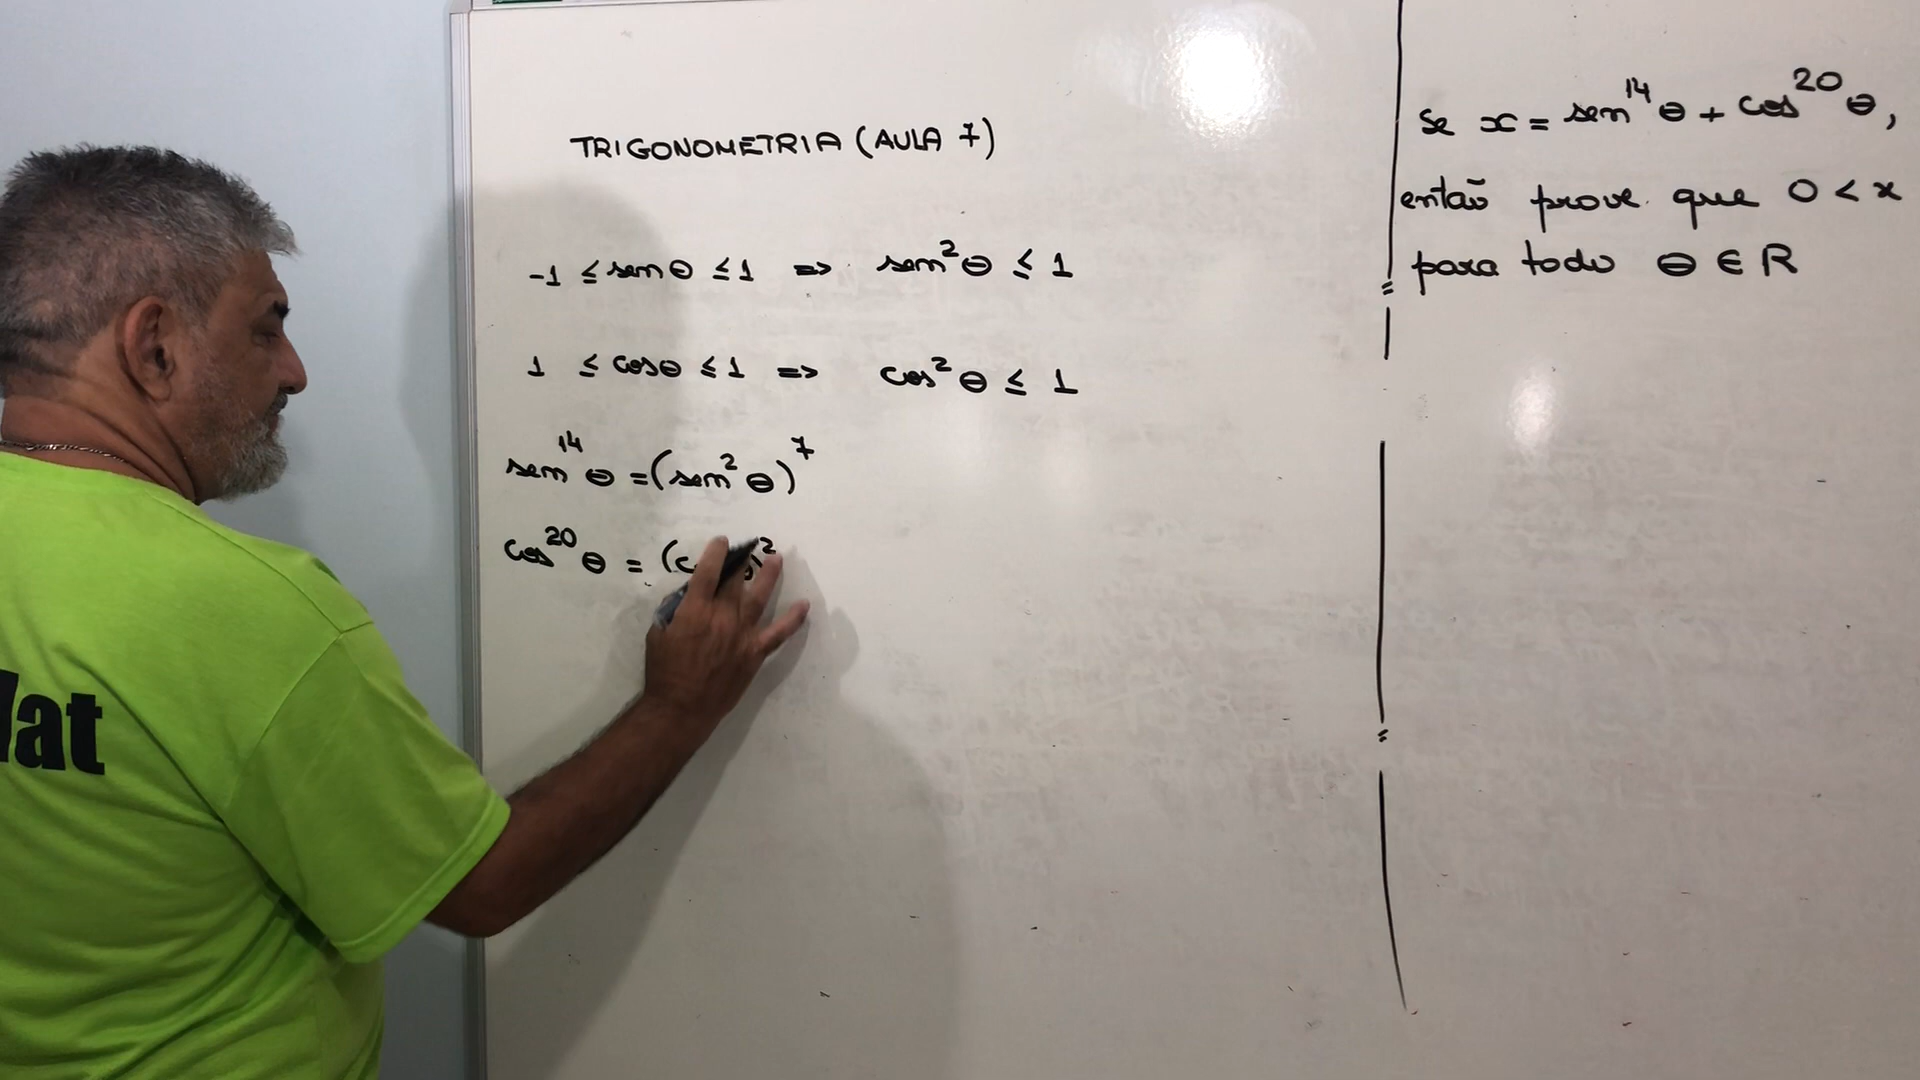 TRIGONOMETRIA (AULA 7)
-1 ≤ sen θ ≤ 1 => sen² θ ≤ 1
1 ≤ cos θ ≤ 1 => cos² θ ≤ 1
sen¹⁴ θ = (sen² θ)⁷
cos²⁰ θ = (
Se x = sen¹⁴ θ + cos²⁰ θ,
então prove que 0 < x
para todo θ ∈ R